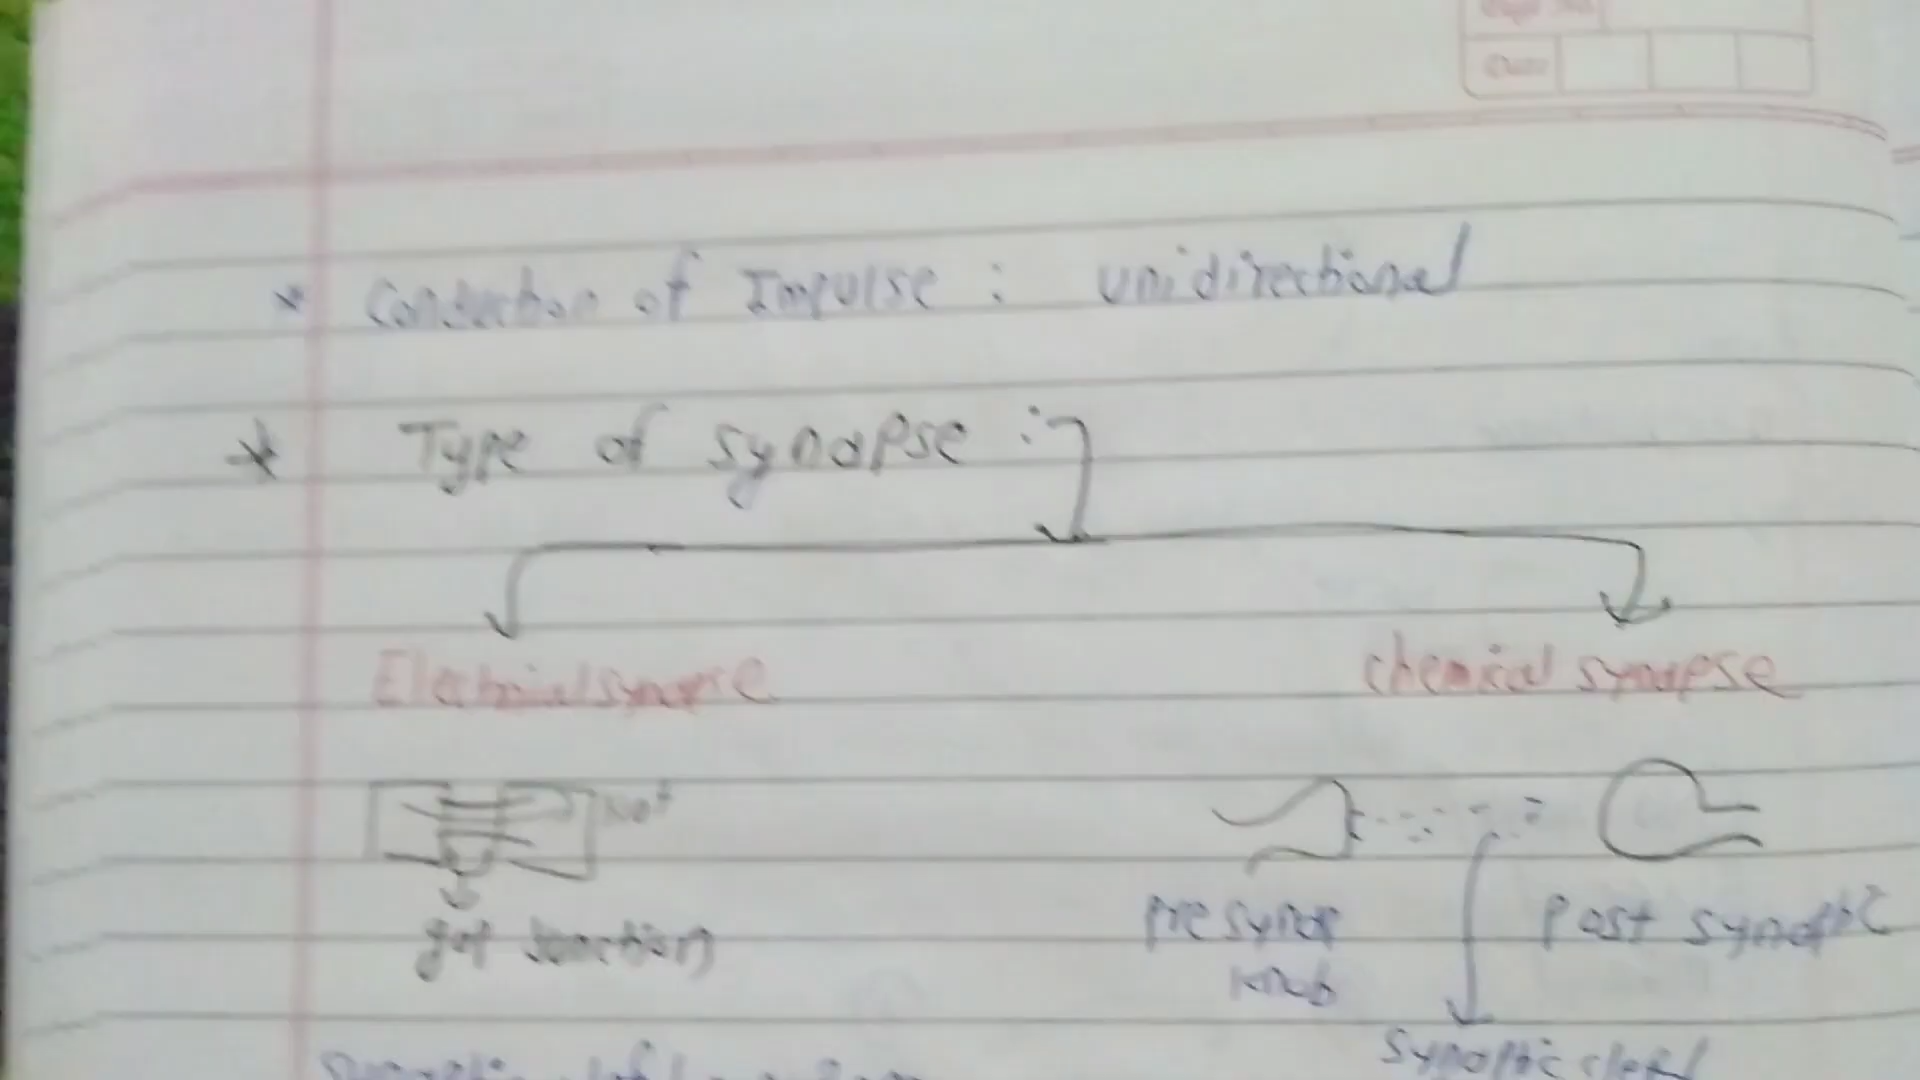 Date
* Conduction of Impulse : unidirectional
* Type of synapse :
Electrical synapse
chemical synapse
Na+
gap Junction
pre synap
knob
post synaptic
synaptic cleft